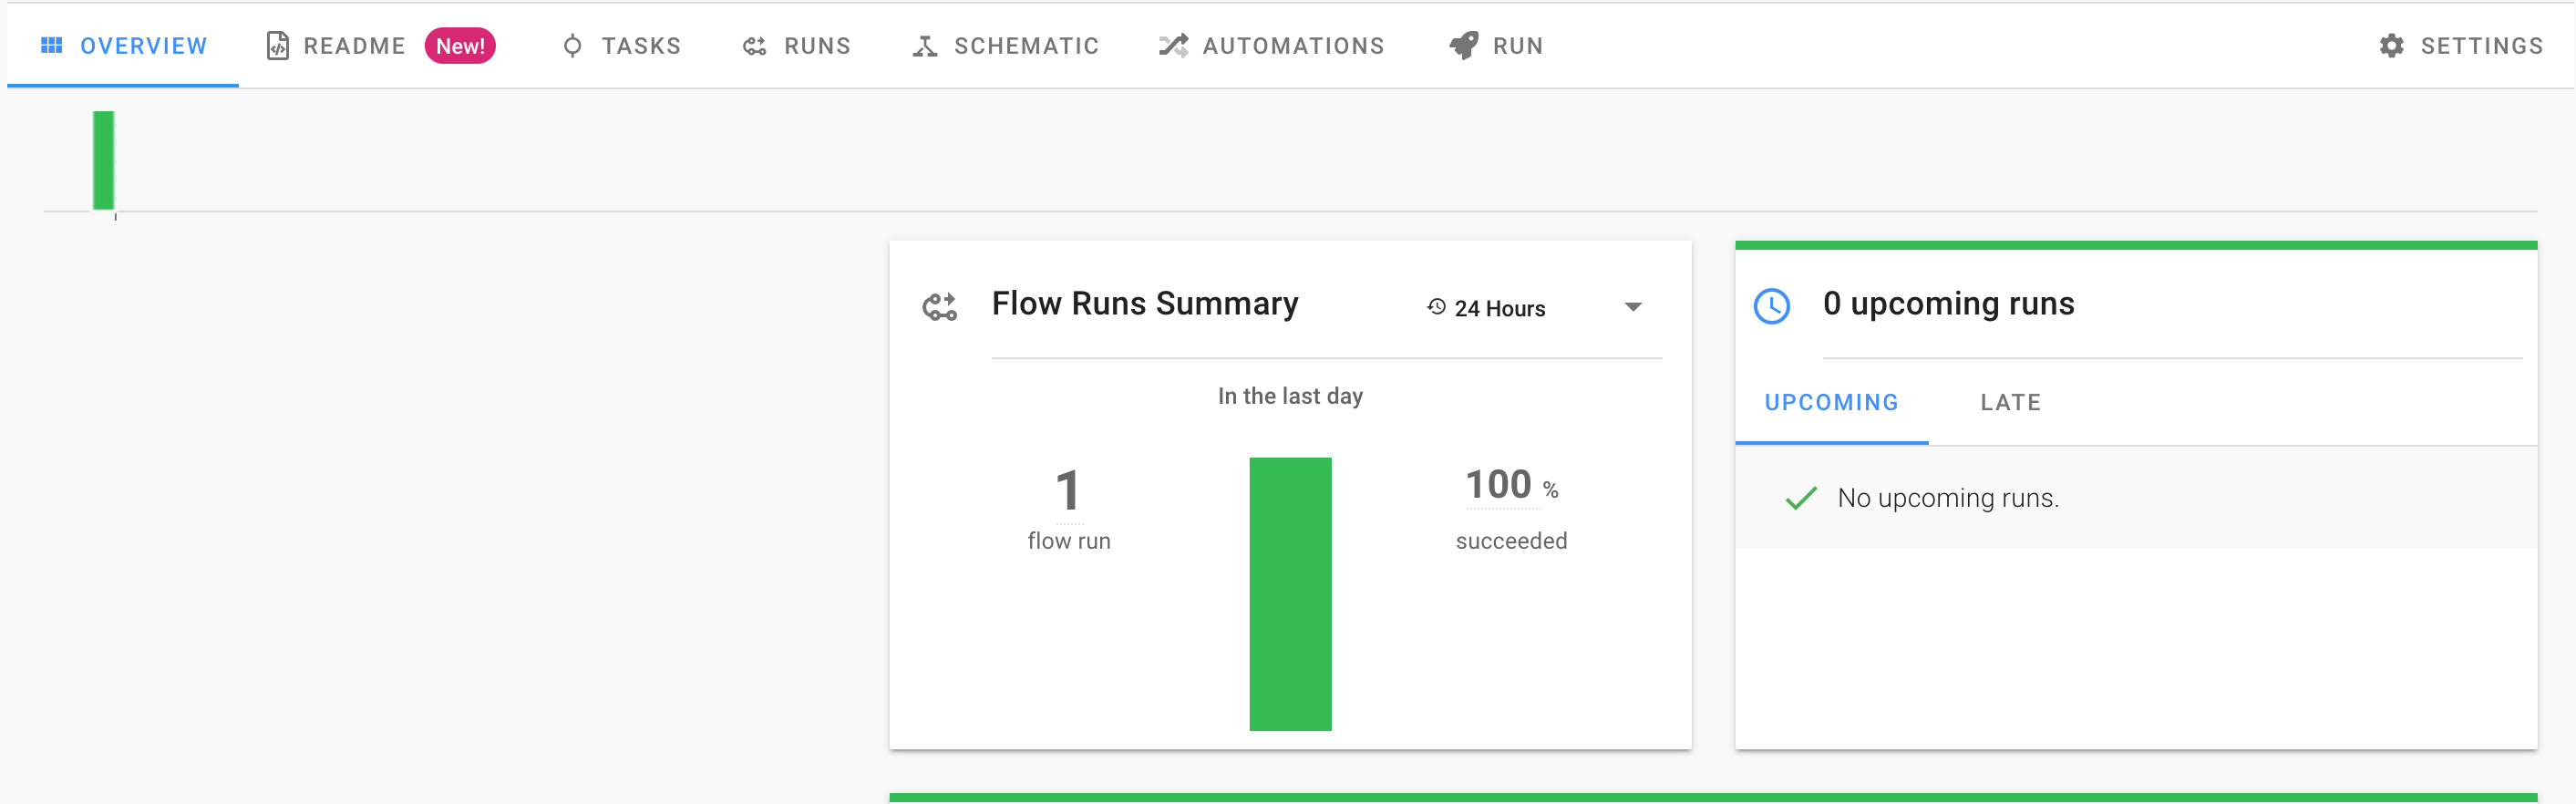 OVERVIEW README New! TASKS RUNS SCHEMATIC AUTOMATIONS RUN SETTINGS
Flow Runs Summary 24 Hours
In the last day
1
flow run
100 %
succeeded
0 upcoming runs
UPCOMING LATE
No upcoming runs.